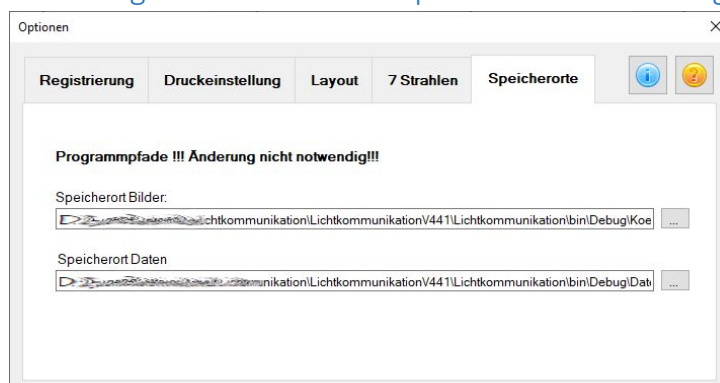 Optionen
Registrierung Druckeinstellung Layout 7 Strahlen Speicherorte
Programmpfade !!! Änderung nicht notwendig!!!
Speicherort Bilder:
chtkommunikation\LichtkommunikationV441\Lichtkommunikation\bin\Debug\Koe ...
Speicherort Daten
munikation\LichtkommunikationV441\Lichtkommunikation\bin\Debug\Dat ...